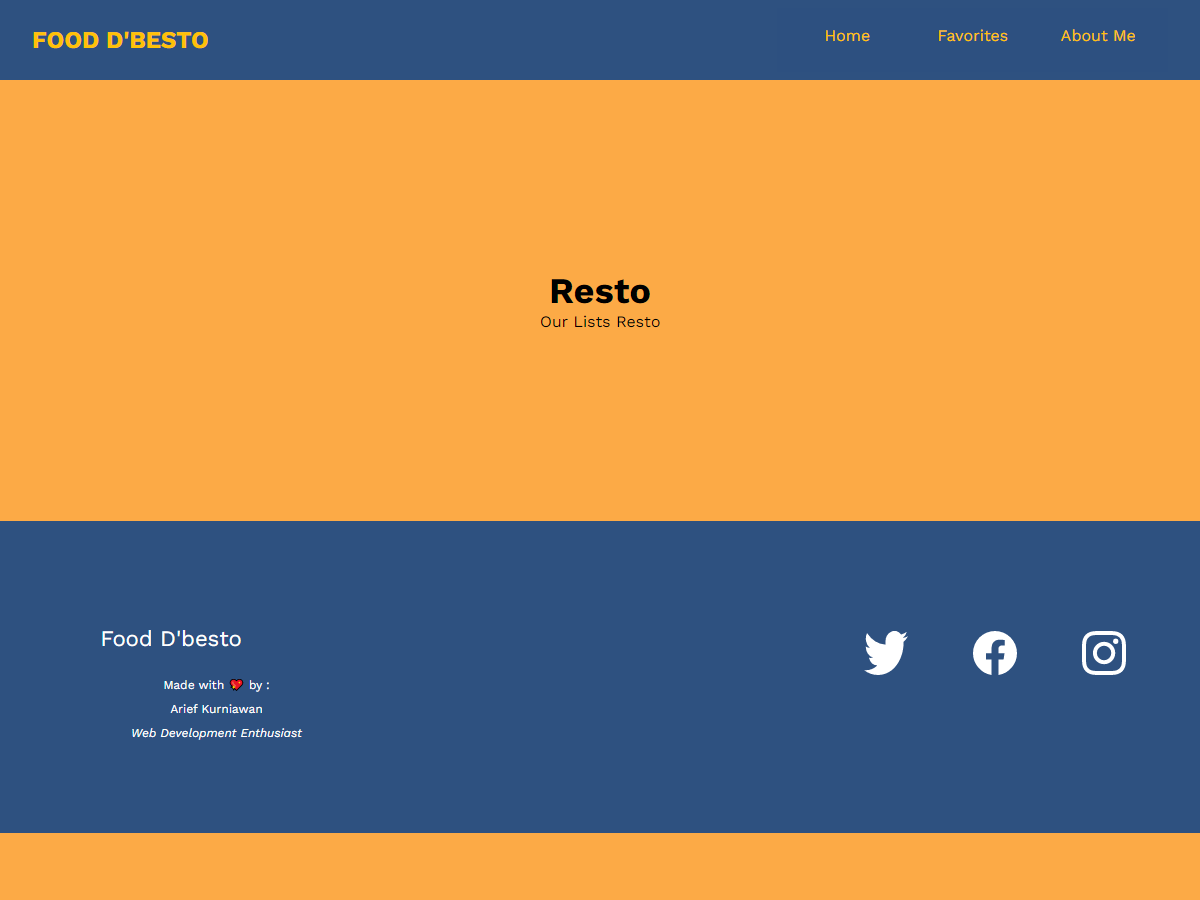 FOOD D'BESTO
Home Favorites About Me
Resto
Our Lists Resto
Food D'besto
Made with 💖 by :
Arief Kurniawan
Web Development Enthusiast